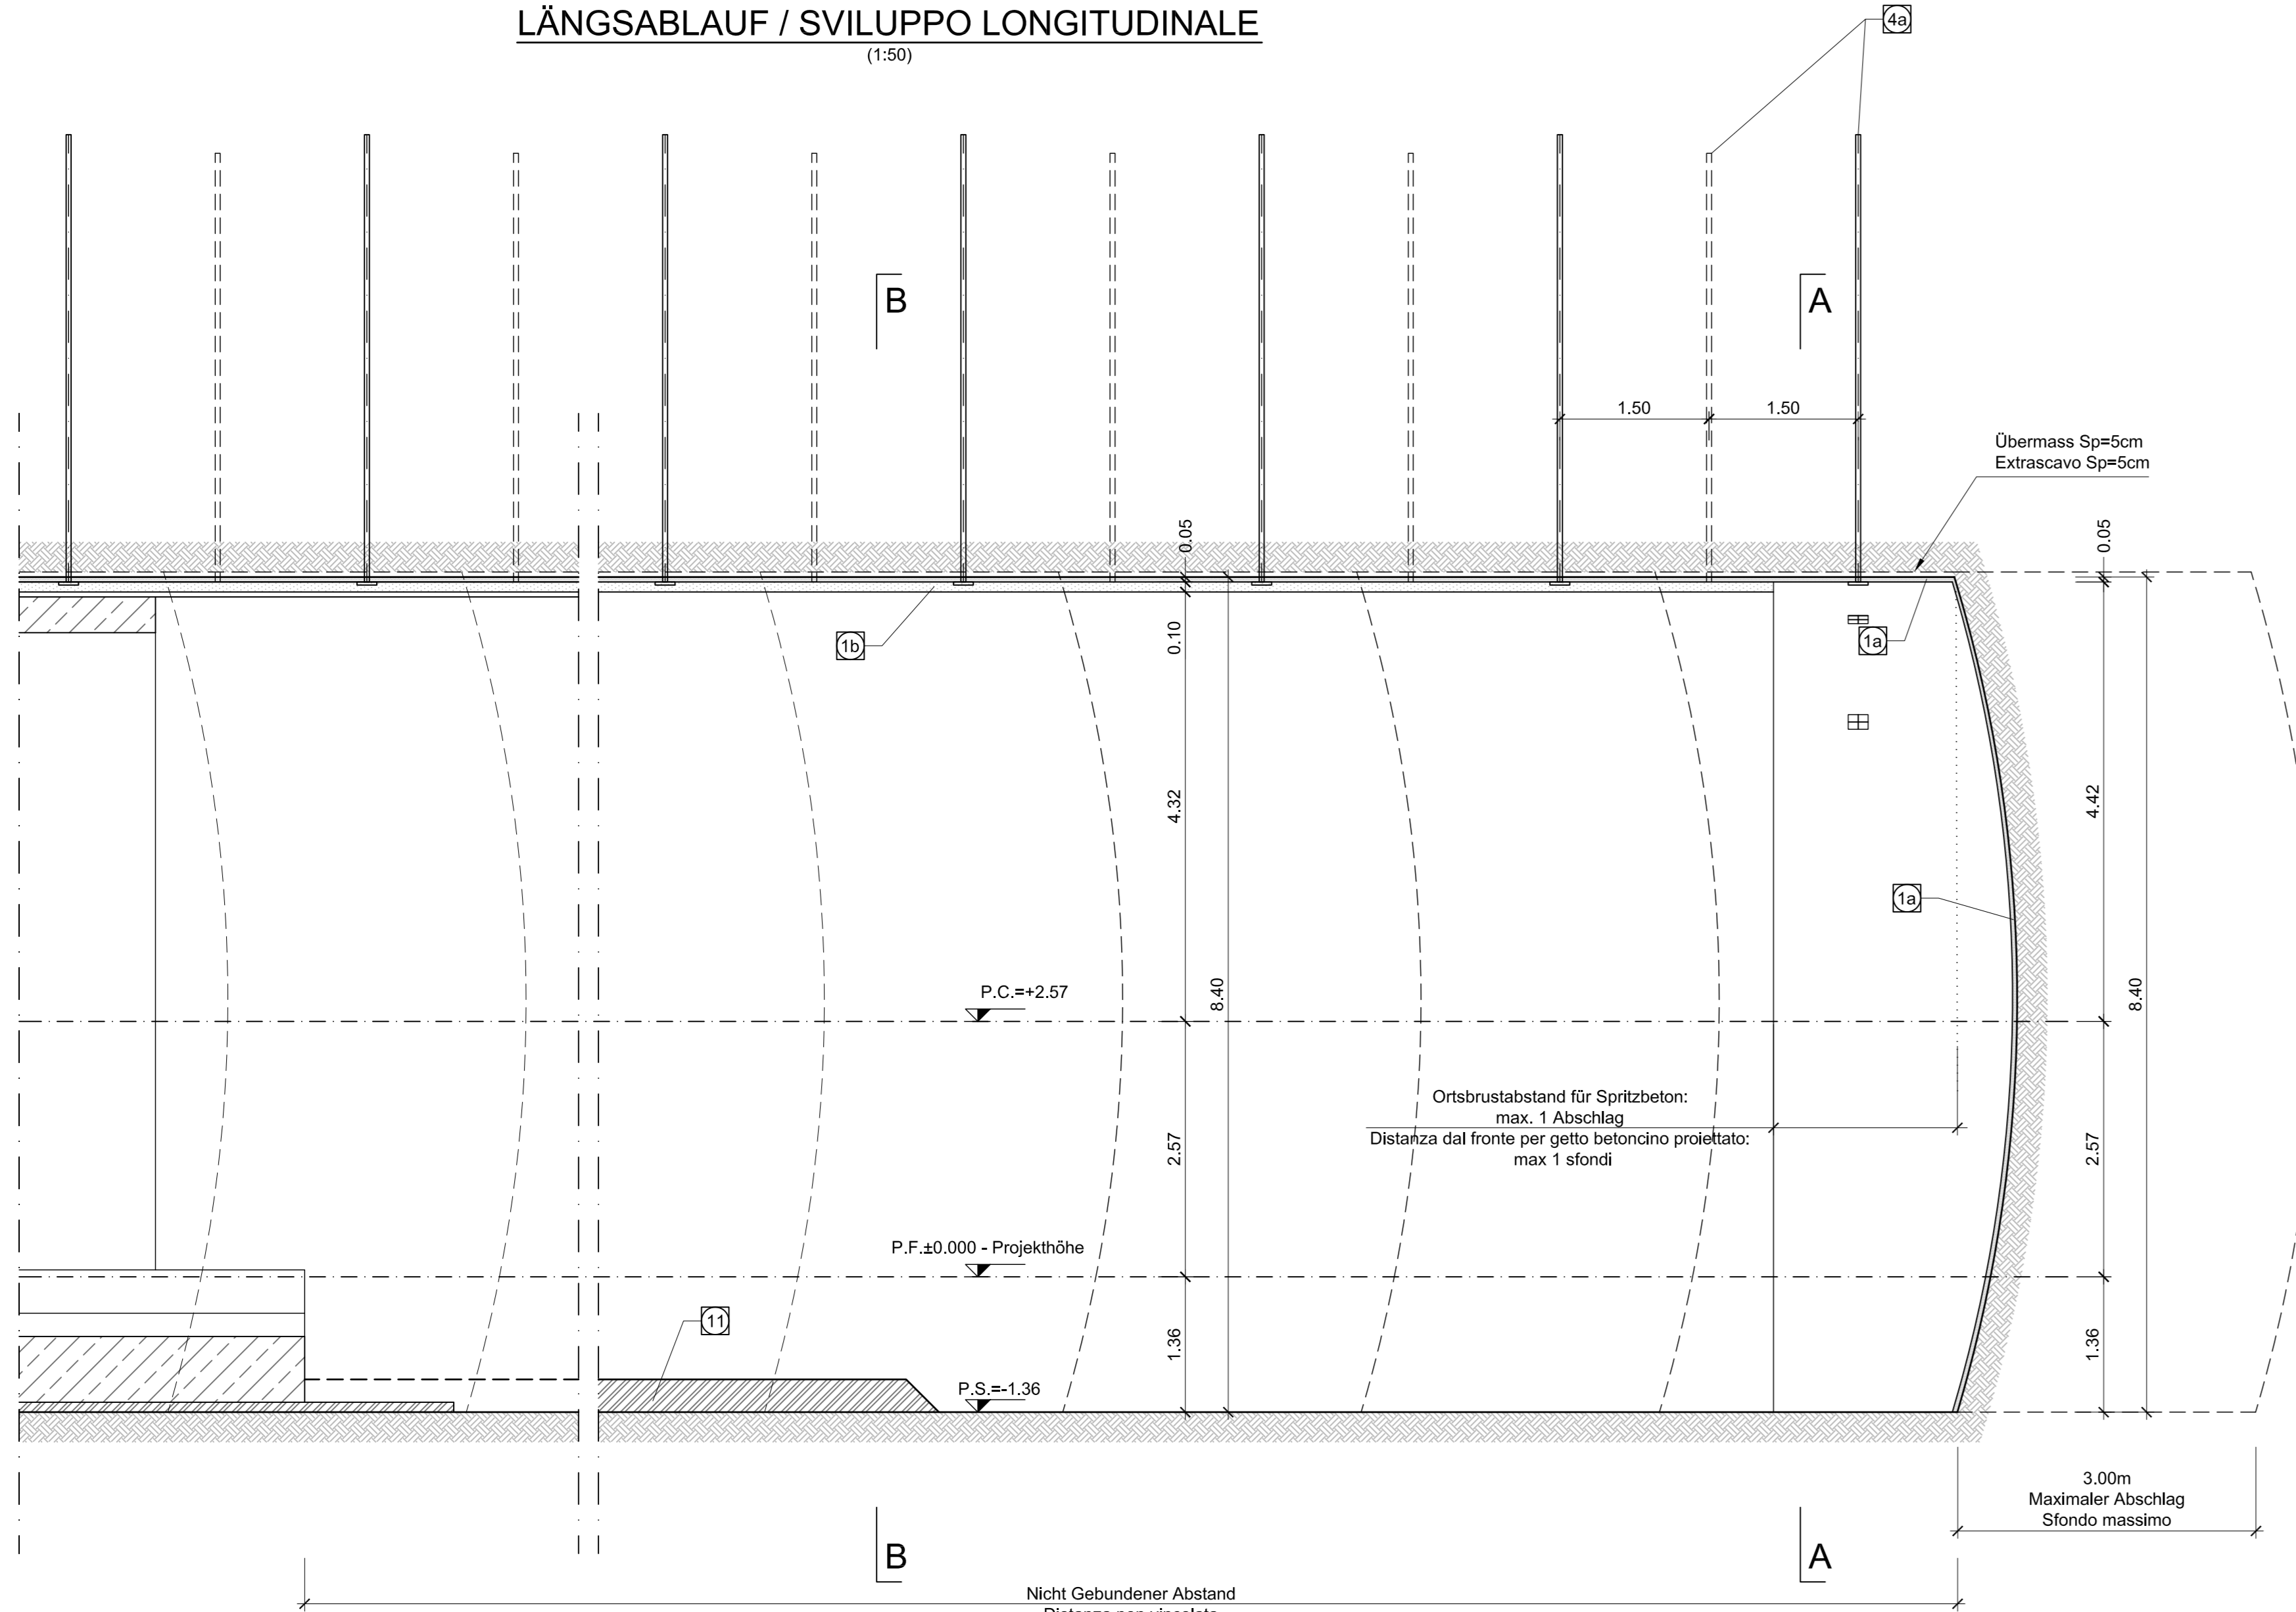 LÄNGSABLAUF / SVILUPPO LONGITUDINALE
(1:50)
4a
B
A
1.50
1.50
Übermass Sp=5cm
Extrascavo Sp=5cm
0.05
0.05
1b
0.10
1a
4.32
4.42
1a
P.C.=+2.57
8.40
8.40
Ortsbrustabstand für Spritzbeton:
max. 1 Abschlag
Distanza dal fronte per getto betoncino proiettato:
max 1 sfondi
2.57
2.57
P.F.±0.000 - Projekthöhe
11
1.36
1.36
P.S.=-1.36
3.00m
Maximaler Abschlag
Sfondo massimo
B
A
Nicht Gebundener Abstand
Distanza non vincolata